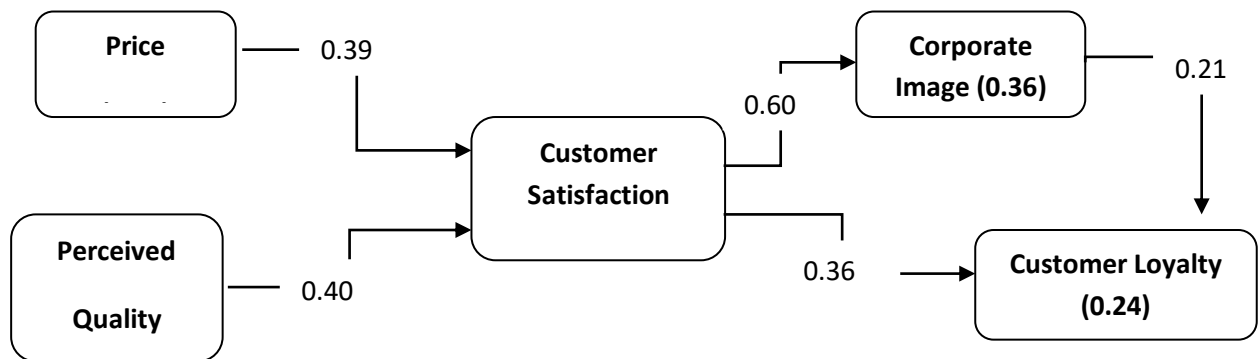 Price
0.39
Perceived
Quality
0.40
Customer
Satisfaction
0.60
0.36
Corporate
Image (0.36)
0.21
Customer Loyalty
(0.24)